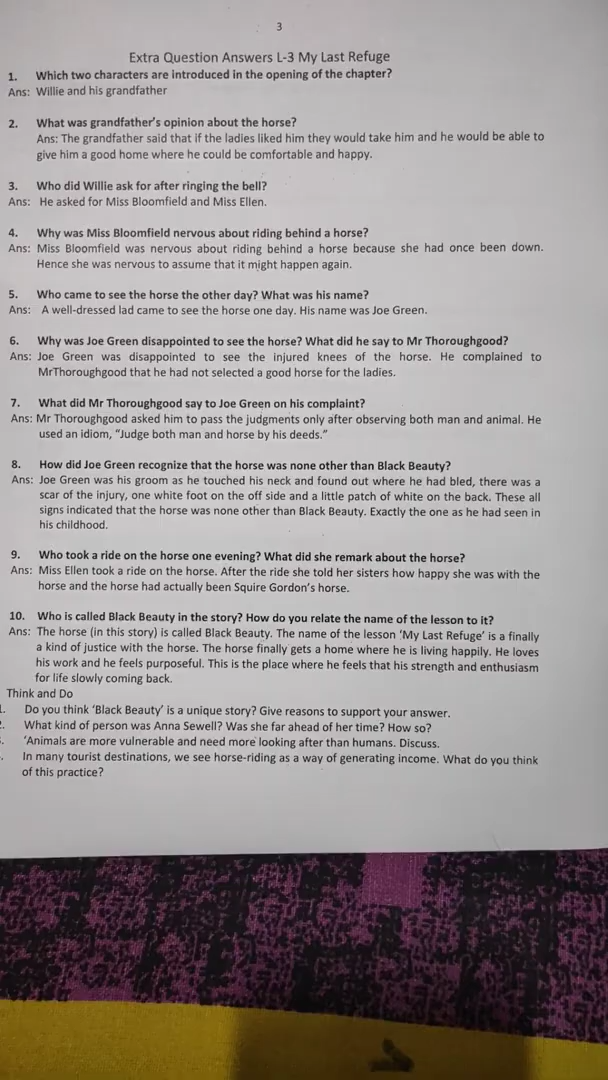 3
Extra Question Answers L-3 My Last Refuge
1. Which two characters are introduced in the opening of the chapter?
Ans: Willie and his grandfather
2. What was grandfather's opinion about the horse?
Ans: The grandfather said that if the ladies liked him they would take him and he would be able to
give him a good home where he could be comfortable and happy.
3. Who did Willie ask for after ringing the bell?
Ans: He asked for Miss Bloomfield and Miss Ellen.
4. Why was Miss Bloomfield nervous about riding behind a horse?
Ans: Miss Bloomfield was nervous about riding behind a horse because she had once been down.
Hence she was nervous to assume that it might happen again.
5. Who came to see the horse the other day? What was his name?
Ans: A well-dressed lad came to see the horse one day. His name was Joe Green.
6. Why was Joe Green disappointed to see the horse? What did he say to Mr Thoroughgood?
Ans: Joe Green was disappointed to see the injured knees of the horse. He complained to
MrThoroughgood that he had not selected a good horse for the ladies.
7. What did Mr Thoroughgood say to Joe Green on his complaint?
Ans: Mr Thoroughgood asked him to pass the judgments only after observing both man and animal. He
used an idiom, "Judge both man and horse by his deeds."
8. How did Joe Green recognize that the horse was none other than Black Beauty?
Ans: Joe Green was his groom as he touched his neck and found out where he had bled, there was a
scar of the injury, one white foot on the off side and a little patch of white on the back. These all
signs indicated that the horse was none other than Black Beauty. Exactly the one as he had seen in
his childhood.
9. Who took a ride on the horse one evening? What did she remark about the horse?
Ans: Miss Ellen took a ride on the horse. After the ride she told her sisters how happy she was with the
horse and the horse had actually been Squire Gordon's horse.
10. Who is called Black Beauty in the story? How do you relate the name of the lesson to it?
Ans: The horse (in this story) is called Black Beauty. The name of the lesson 'My Last Refuge' is a finally
a kind of justice with the horse. The horse finally gets a home where he is living happily. He loves
his work and he feels purposeful. This is the place where he feels that his strength and enthusiasm
for life slowly coming back.
Think and Do
Do you think 'Black Beauty' is a unique story? Give reasons to support your answer.
What kind of person was Anna Sewell? Was she far ahead of her time? How so?
'Animals are more vulnerable and need more looking after than humans. Discuss.
In many tourist destinations, we see horse-riding as a way of generating income. What do you think
of this practice?